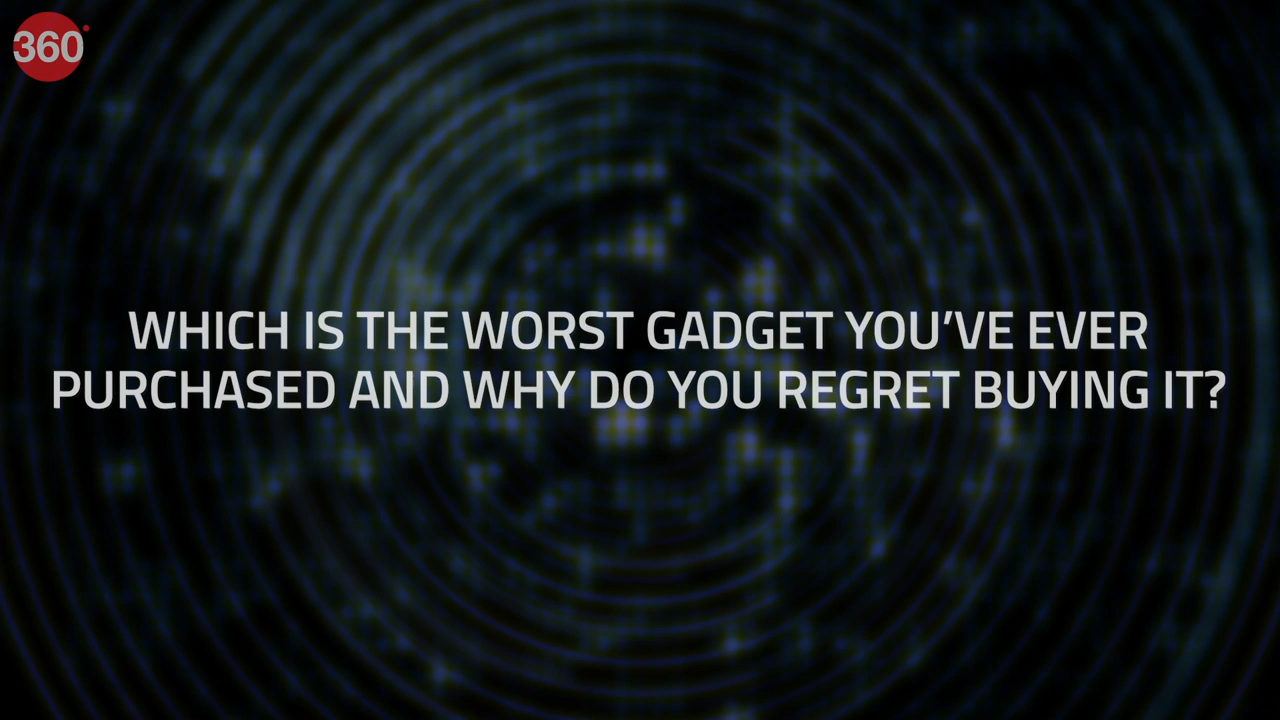 360°
WHICH IS THE WORST GADGET YOU’VE EVER
PURCHASED AND WHY DO YOU REGRET BUYING IT?